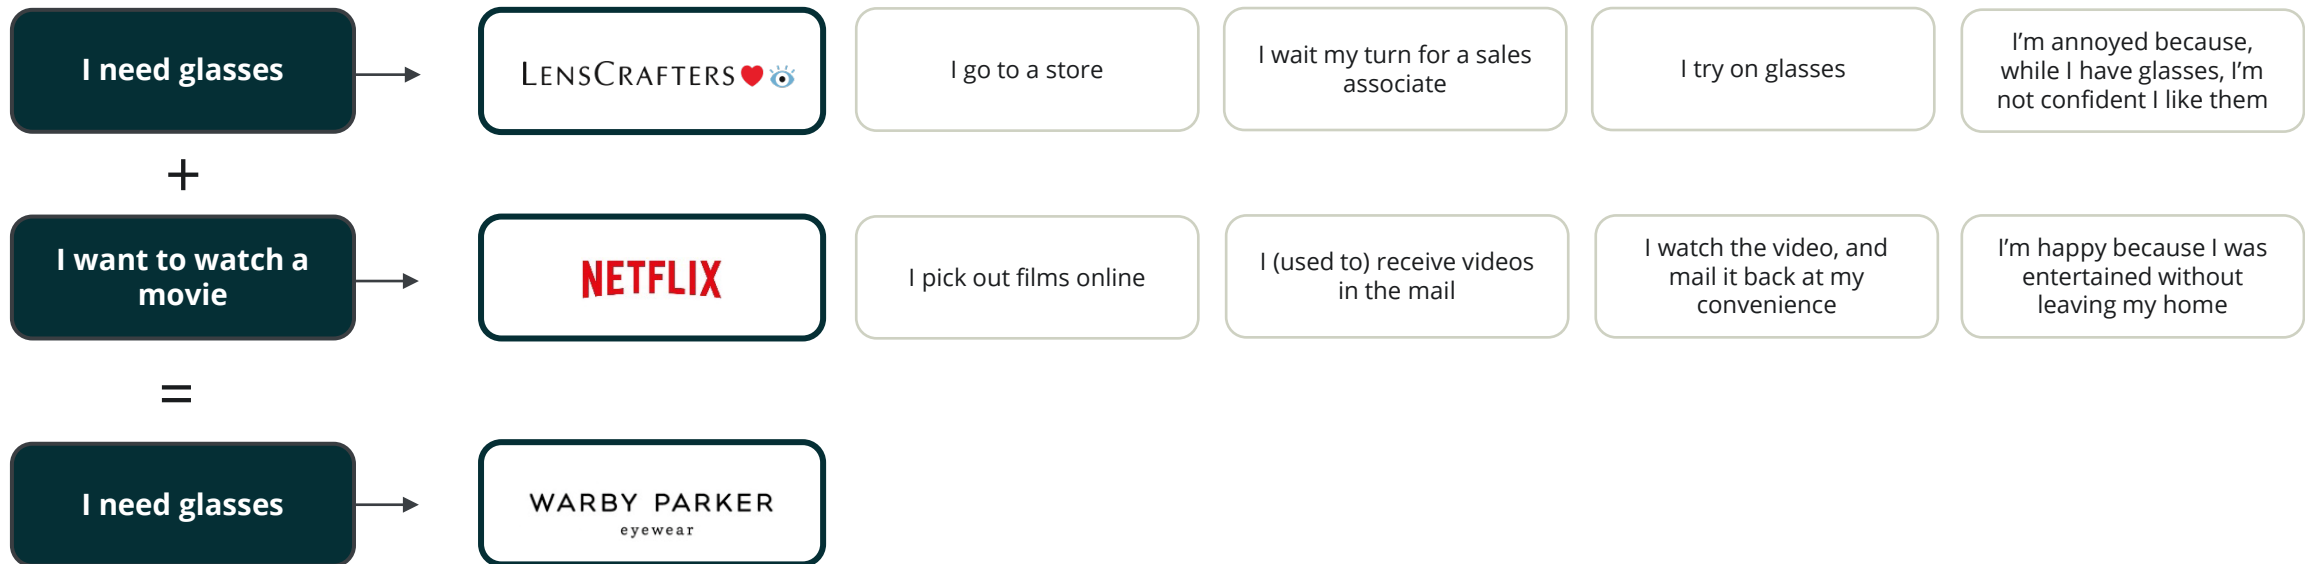 I need glasses
LENSCRAFTERS
I go to a store
I wait my turn for a sales
associate
I try on glasses
I’m annoyed because,
while I have glasses, I’m
not confident I like them
+
I want to watch a
movie
NETFLIX
I pick out films online
I (used to) receive videos
in the mail
I watch the video, and
mail it back at my
convenience
I’m happy because I was
entertained without
leaving my home
=
I need glasses
WARBY PARKER
eyewear